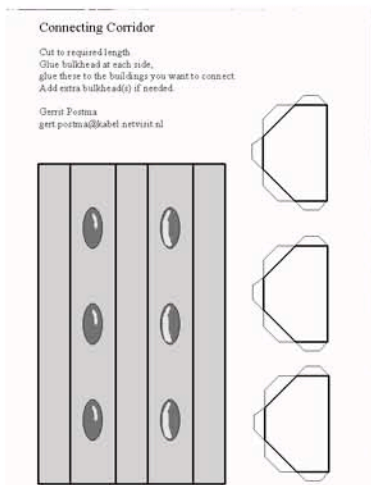 Connecting Corridor
Cut to required length
Glue bulkhead at each side,
glue these to the buildings you want to connect
Add extra bulkhead(s) if needed
Gerrit Postma
gert.postma@kabel.netvisit.nl